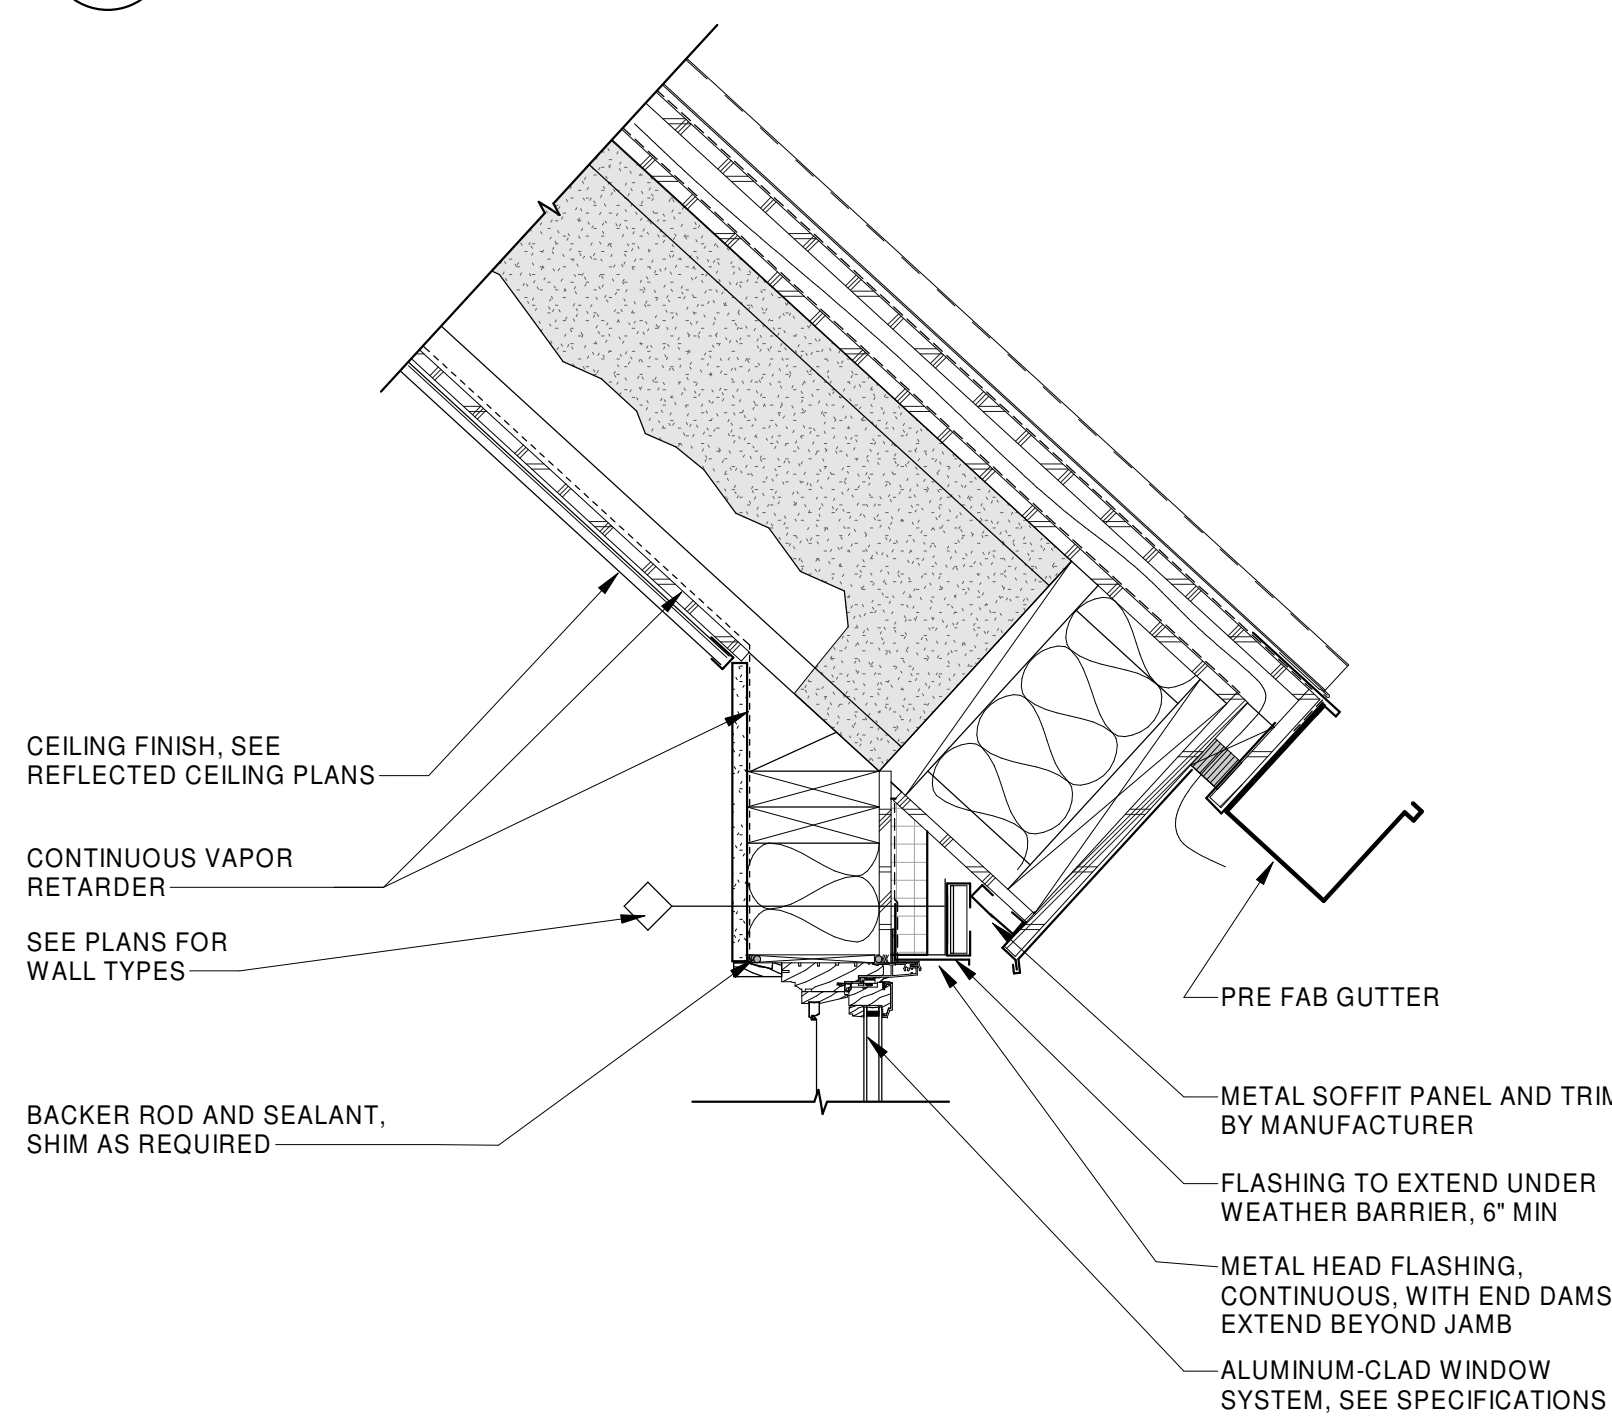 CEILING FINISH, SEE
REFLECTED CEILING PLANS
CONTINUOUS VAPOR
RETARDER
SEE PLANS FOR
WALL TYPES
BACKER ROD AND SEALANT,
SHIM AS REQUIRED
PRE FAB GUTTER
METAL SOFFIT PANEL AND TRIM
BY MANUFACTURER
FLASHING TO EXTEND UNDER
WEATHER BARRIER, 6" MIN
METAL HEAD FLASHING,
CONTINUOUS, WITH END DAMS
EXTEND BEYOND JAMB
ALUMINUM-CLAD WINDOW
SYSTEM, SEE SPECIFICATIONS